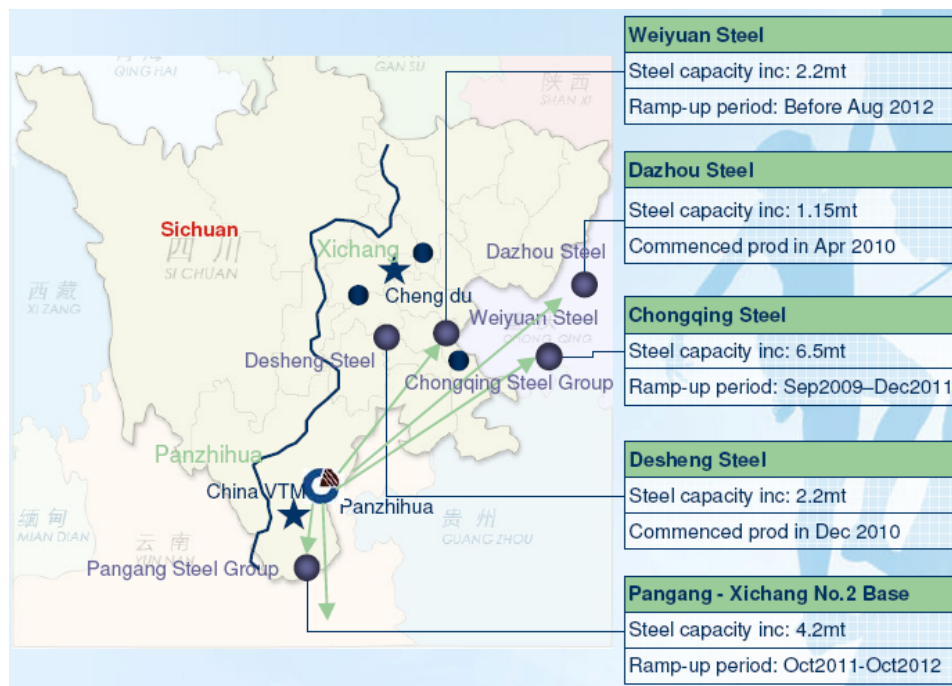 Weiyuan Steel
Steel capacity inc: 2.2mt
Ramp-up period: Before Aug 2012
Dazhou Steel
Steel capacity inc: 1.15mt
Commenced prod in Apr 2010
Chongqing Steel
Steel capacity inc: 6.5mt
Ramp-up period: Sep2009–Dec2011
Desheng Steel
Steel capacity inc: 2.2mt
Commenced prod in Dec 2010
Pangang - Xichang No.2 Base
Steel capacity inc: 4.2mt
Ramp-up period: Oct2011-Oct2012
QING HAI
GAN SU
陕西
SHAN XI
Sichuan
四川
SI CHUAN
Xichang
Dazhou Steel
西藏
XI ZANG
Cheng du
Weiyuan Steel
Desheng Steel
Chongqing Steel Group
Panzhihua
China VTM
Panzhihua
缅甸
MIAN DIAN
云南
贵州
GUANG ZHOU
Pangang Steel Group